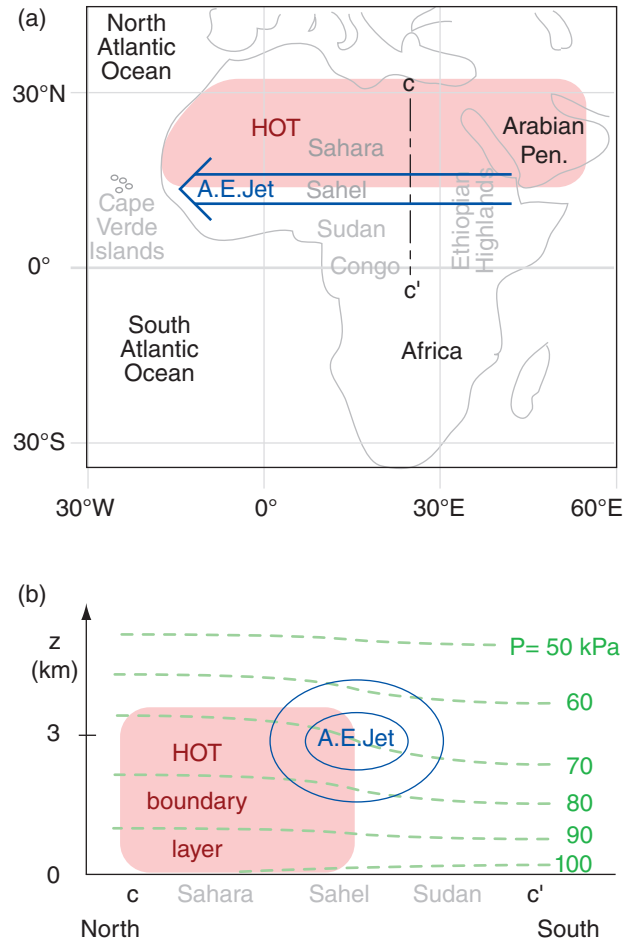 (a)
North
Atlantic
Ocean
30°N
c
HOT
Sahara
Arabian
Pen.
A.E.Jet
Sahel
Cape
Verde
Islands
Sudan
Ethiopian
Highlands
0°
Congo
c'
South
Atlantic
Ocean
Africa
30°S
30°W
0°
30°E
60°E
(b)
z
(km)
P= 50 kPa
60
3
A.E.Jet
HOT
70
boundary
80
90
layer
100
0
c
Sahara
Sahel
Sudan
c'
North
South